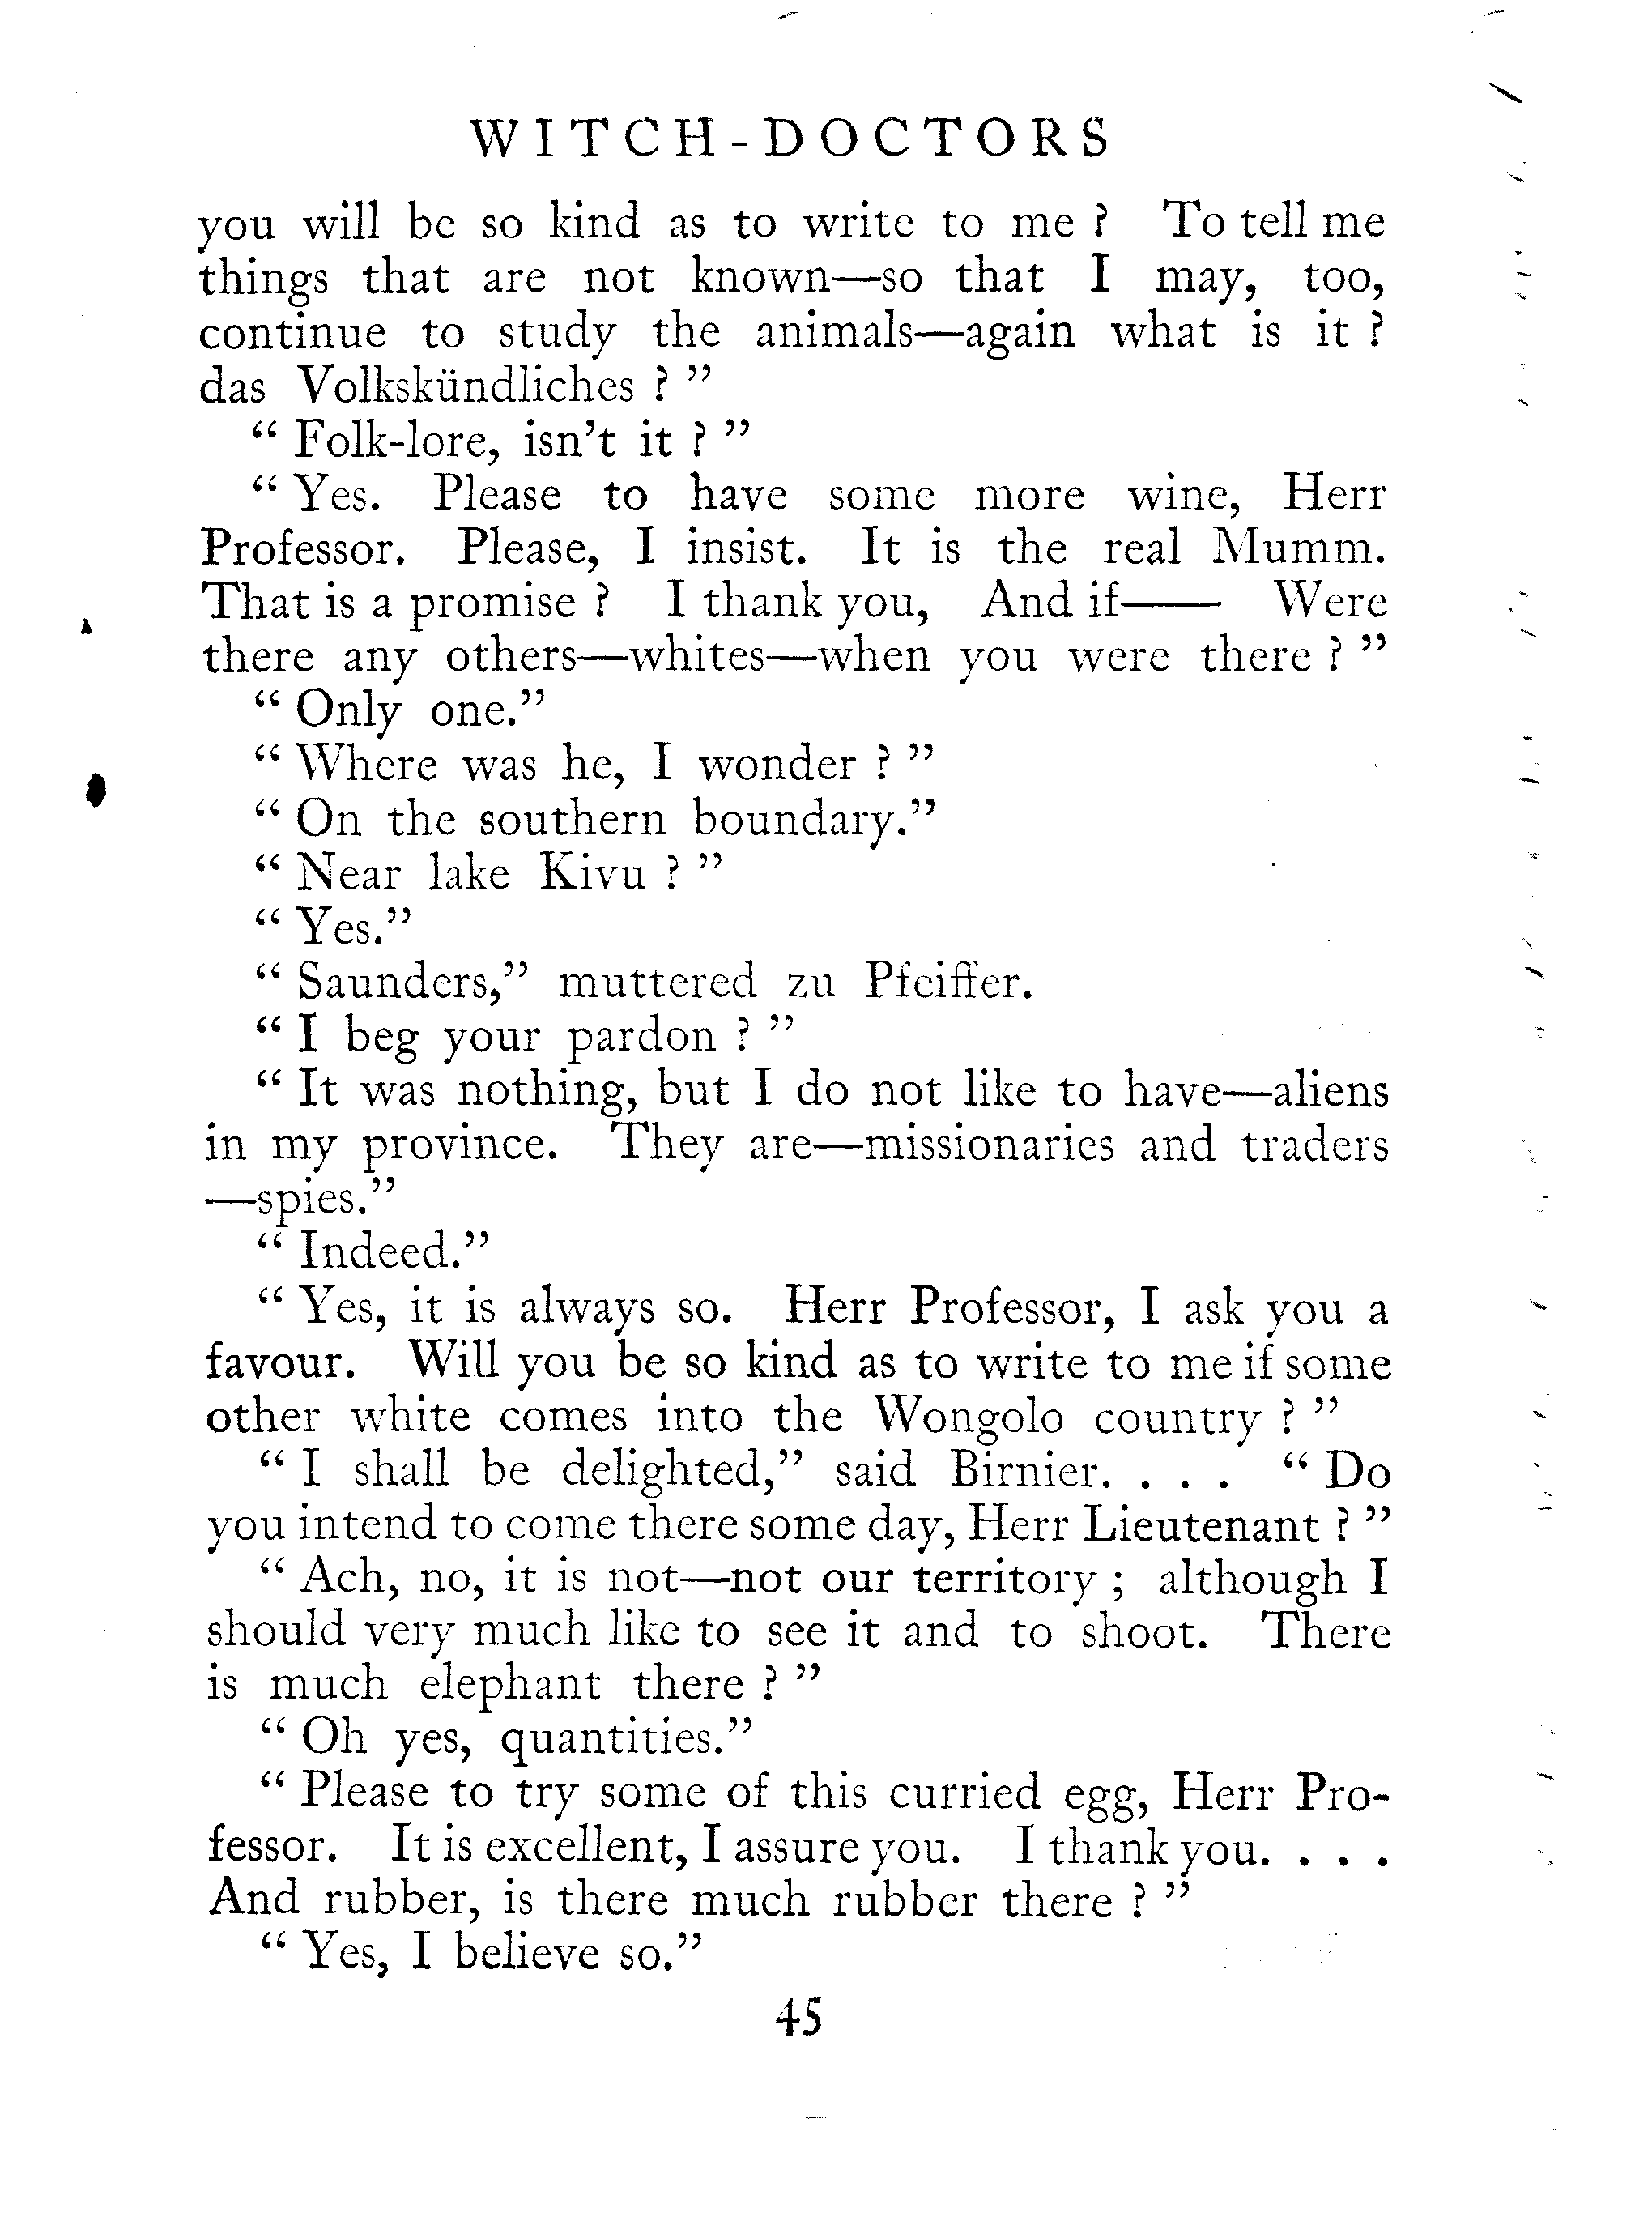 WITCH-DOCTORS
you will be so kind as to write to me ? To tell me
things that are not known—so that I may, too,
continue to study the animals—again what is it ?
das Volkskündliches ? ”
“ Folk-lore, isn’t it ? ”
“ Yes. Please to have some more wine, Herr
Professor. Please, I insist. It is the real Mumm.
That is a promise ? I thank you, And if—— Were
there any others—whites—when you were there ? ”
“ Only one.”
“ Where was he, I wonder ? ”
“ On the southern boundary.”
“ Near lake Kivu ? ”
“ Yes.”
“ Saunders,” muttered zu Pfeiffer.
“ I beg your pardon ? ”
“ It was nothing, but I do not like to have—aliens
in my province. They are—missionaries and traders
—spies.”
“ Indeed.”
“ Yes, it is always so. Herr Professor, I ask you a
favour. Will you be so kind as to write to me if some
other white comes into the Wongolo country ? ”
“ I shall be delighted,” said Birnier. . . . “ Do
you intend to come there some day, Herr Lieutenant ? ”
“ Ach, no, it is not—not our territory ; although I
should very much like to see it and to shoot. There
is much elephant there ? ”
“ Oh yes, quantities.”
“ Please to try some of this curried egg, Herr Pro-
fessor. It is excellent, I assure you. I thank you. . . .
And rubber, is there much rubber there ? ”
“ Yes, I believe so.”
45